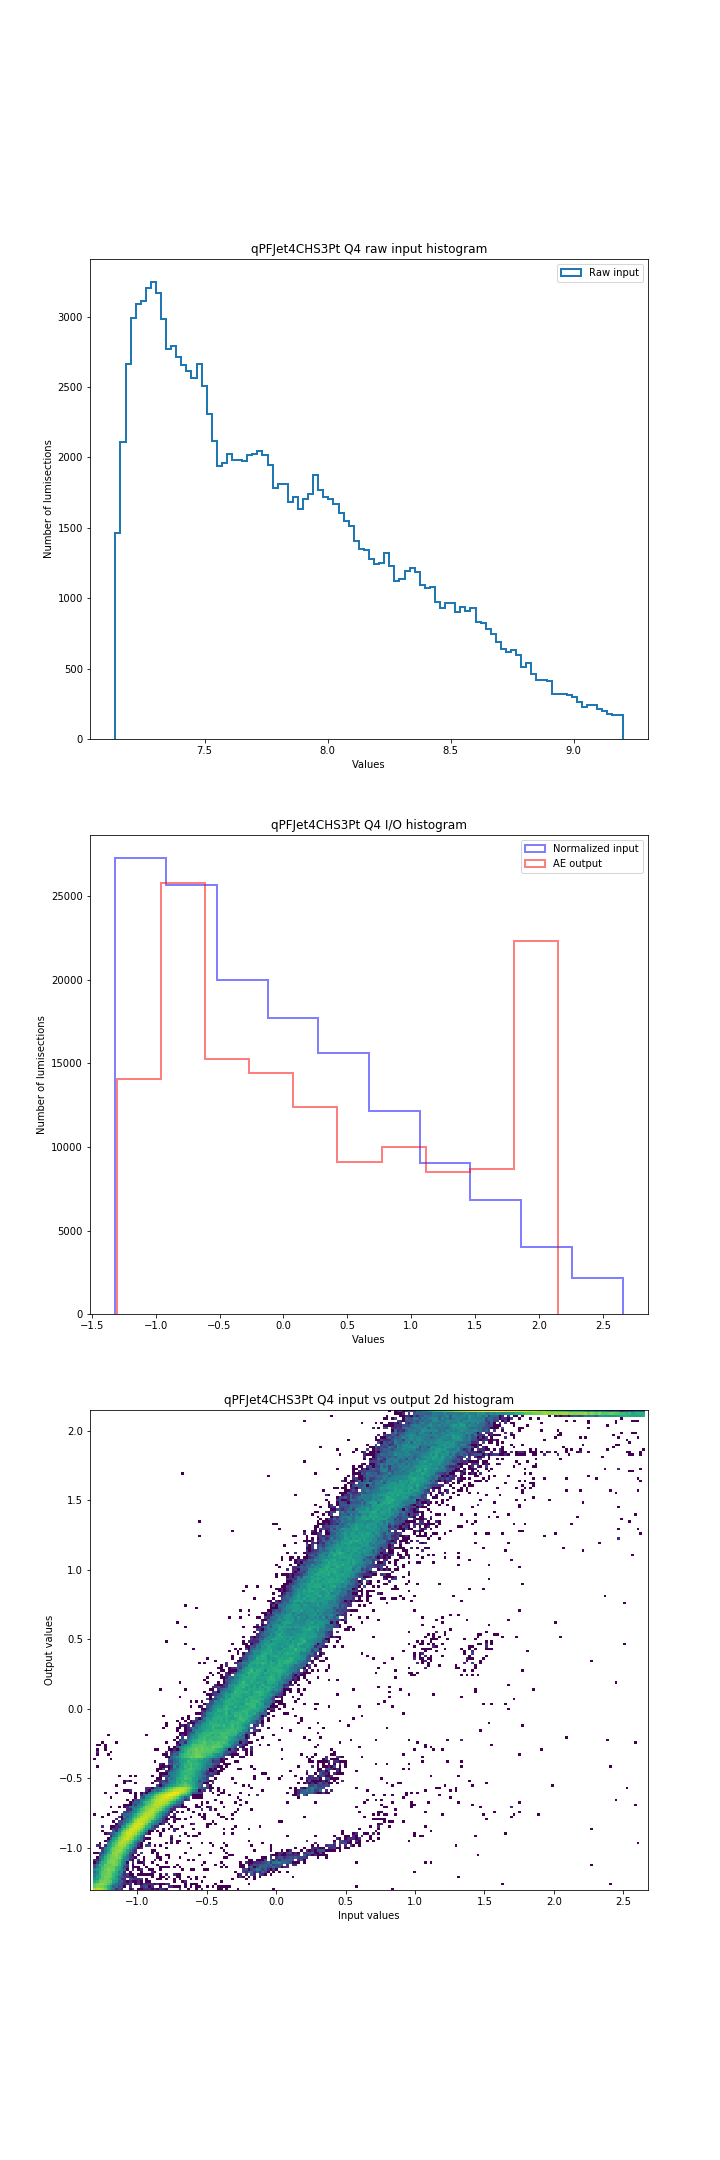 qPFJet4CHS3Pt Q4 raw input histogram
Raw input
3000
2500
2000
1500
1000
500
0
Number of lumisections
7.5 8.0 8.5 9.0
Values
qPFJet4CHS3Pt Q4 I/O histogram
Normalized input
AE output
25000
20000
15000
10000
5000
0
Number of lumisections
−1.5 −1.0 −0.5 0.0 0.5 1.0 1.5 2.0 2.5
Values
qPFJet4CHS3Pt Q4 input vs output 2d histogram
2.0
1.5
1.0
0.5
0.0
−0.5
−1.0
Output values
−1.0 −0.5 0.0 0.5 1.0 1.5 2.0 2.5
Input values